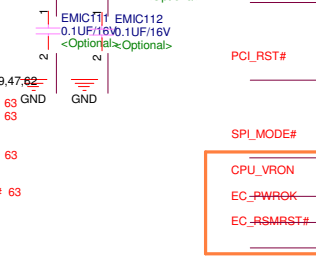 1
1
EMIC111
EMIC112
0.1UF/16V
0.1UF/16V
<Optional>
<Optional>
2
2
PCI_RST#
9,47,62
GND
GND
63
63
SPI_MODE#
63
CPU_VRON
# 63
EC_PWROK
EC_RSMRST#